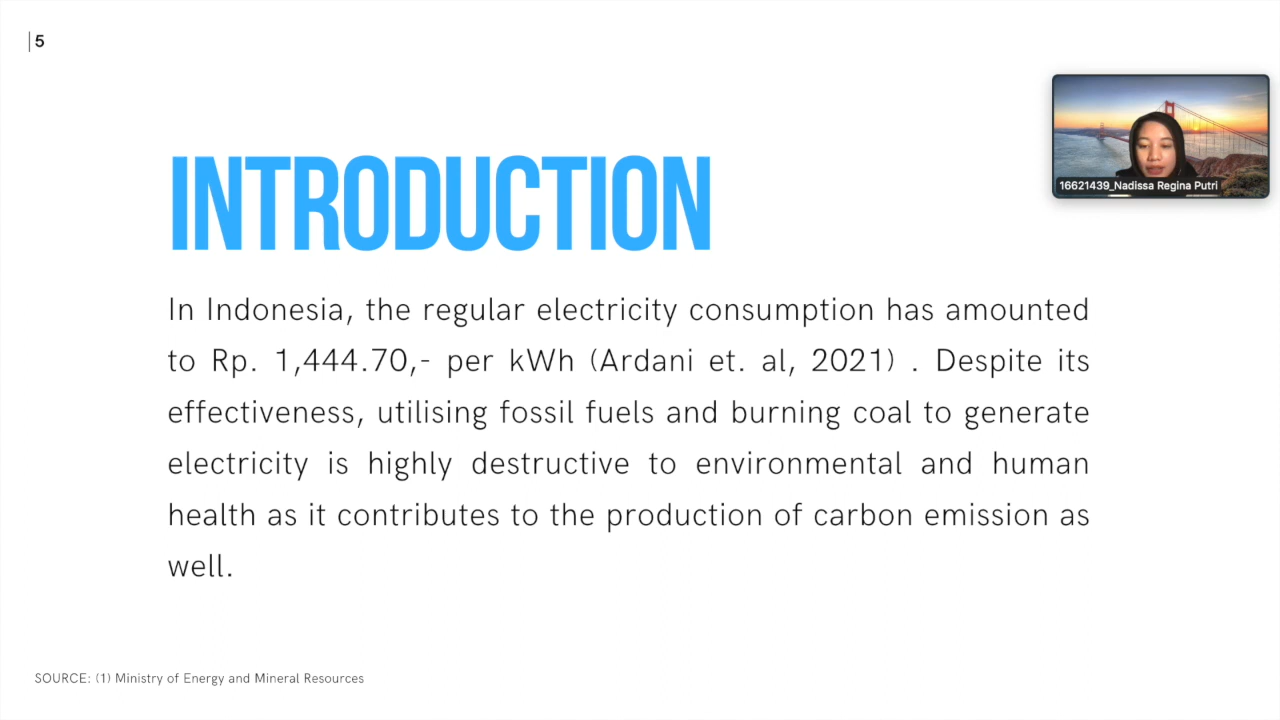 5
INTRODUCTION
16621439_Nadissa Regina Putri
In Indonesia, the regular electricity consumption has amounted
to Rp. 1,444.70,- per kWh (Ardani et. al, 2021) . Despite its
effectiveness, utilising fossil fuels and burning coal to generate
electricity is highly destructive to environmental and human
health as it contributes to the production of carbon emission as
well.
SOURCE: (1) Ministry of Energy and Mineral Resources